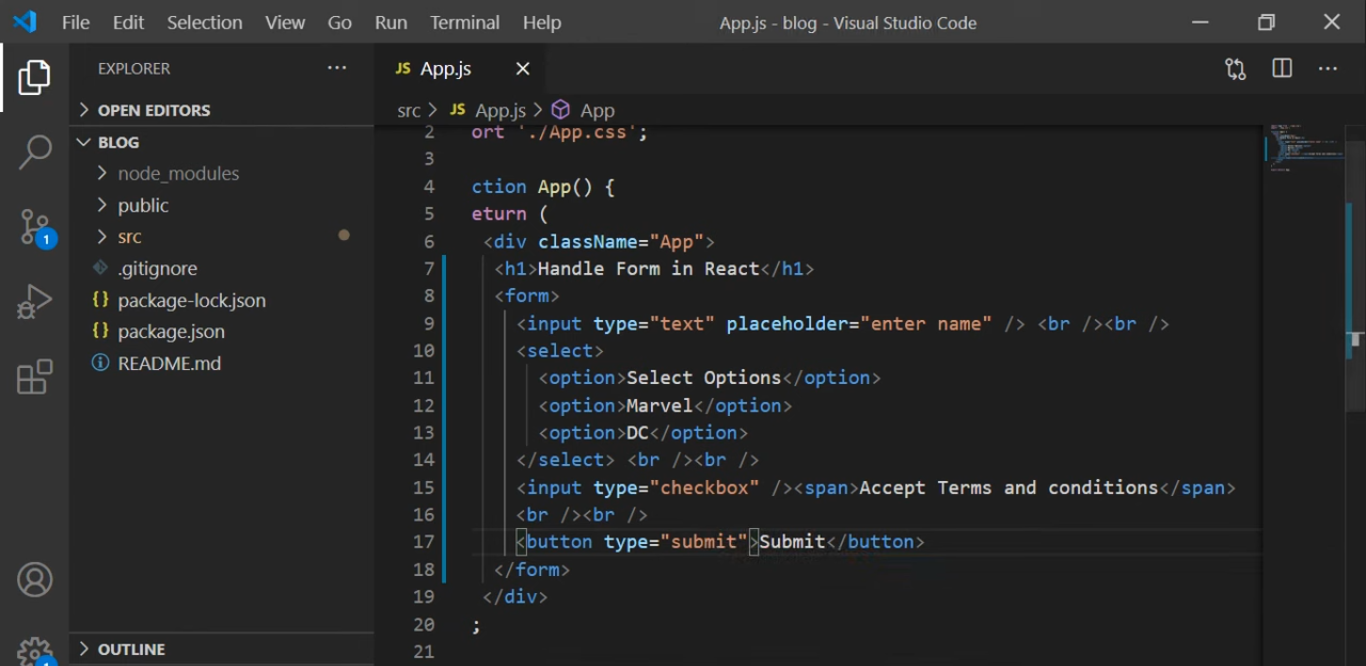 File Edit Selection View Go Run Terminal Help App.js - blog - Visual Studio Code
EXPLORER
OPEN EDITORS
BLOG
node_modules
public
src
.gitignore
{} package-lock.json
{} package.json
README.md
OUTLINE
1
JS App.js
src > JS App.js > App
2 ort './App.css';
3
4 ction App() {
5 eturn (
6 <div className="App">
7 <h1>Handle Form in React</h1>
8 <form>
9 <input type="text" placeholder="enter name" /> <br /><br />
10 <select>
11 <option>Select Options</option>
12 <option>Marvel</option>
13 <option>DC</option>
14 </select> <br /><br />
15 <input type="checkbox" /><span>Accept Terms and conditions</span>
16 <br /><br />
17 <button type="submit">Submit</button>
18 </form>
19 </div>
20 ;
21